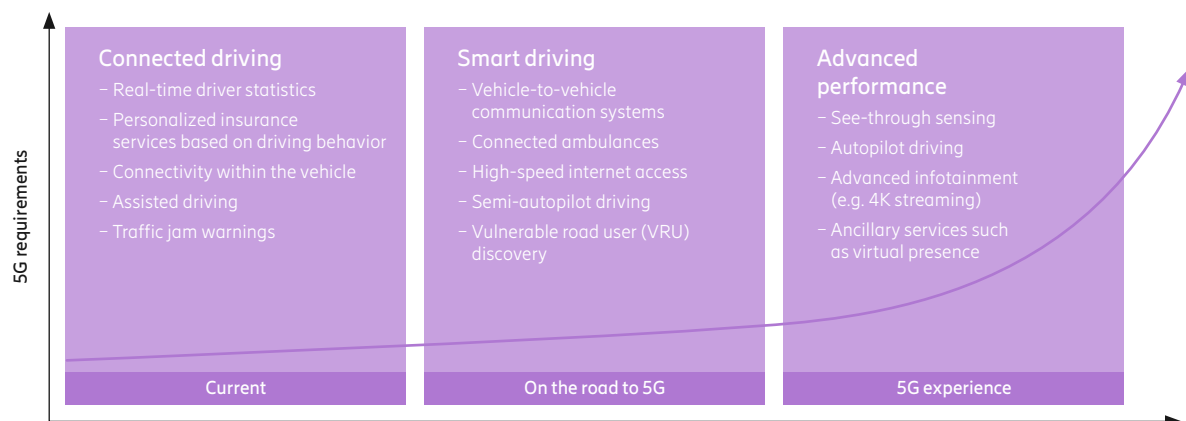 5G requirements
Connected driving
– Real-time driver statistics
– Personalized insurance
services based on driving behavior
– Connectivity within the vehicle
– Assisted driving
– Traffic jam warnings
Current
Smart driving
– Vehicle-to-vehicle
communication systems
– Connected ambulances
– High-speed internet access
– Semi-autopilot driving
– Vulnerable road user (VRU)
discovery
On the road to 5G
Advanced
performance
– See-through sensing
– Autopilot driving
– Advanced infotainment
(e.g. 4K streaming)
– Ancillary services such
as virtual presence
5G experience